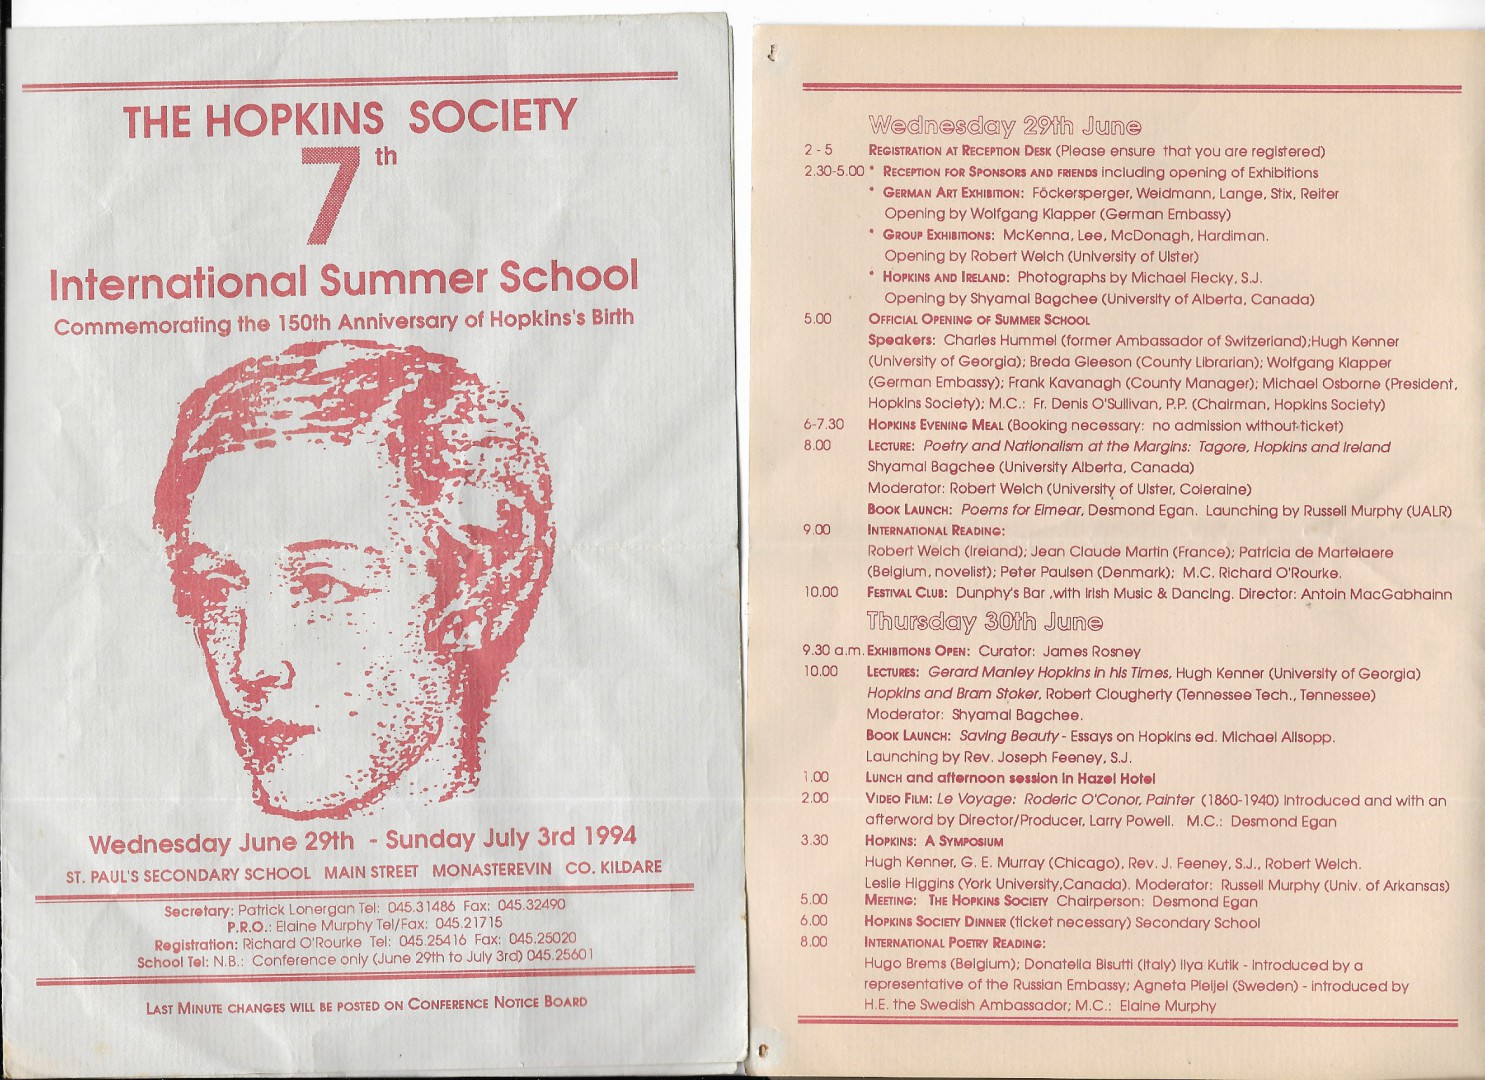 THE HOPKINS SOCIETY
7th
International Summer School
Commemorating the 150th Anniversary of Hopkins's Birth
Wednesday June 29th - Sunday July 3rd 1994
ST. PAUL'S SECONDARY SCHOOL MAIN STREET MONASTEREVIN CO. KILDARE
Secretary: Patrick Lonergan Tel: 045.31486 Fax: 045.32490
P.R.O.: Elaine Murphy Tel/Fax: 045.21715
Registration: Richard O'Rourke Tel: 045.25416 Fax: 045.25020
School Tel: N.B.: Conference only (June 29th to July 3rd) 045.25601
LAST MINUTE CHANGES WILL BE POSTED ON CONFERENCE NOTICE BOARD
Wednesday 29th June
2 - 5 REGISTRATION AT RECEPTION DESK (Please ensure that you are registered)
2.30-5.00 * RECEPTION FOR SPONSORS AND FRIENDS including opening of Exhibitions
* GERMAN ART EXHIBITION: Föckersperger, Weidmann, Lange, Stix, Reiter
Opening by Wolfgang Klapper (German Embassy)
* GROUP EXHIBITIONS: McKenna, Lee, McDonagh, Hardiman.
Opening by Robert Welch (University of Ulster)
* HOPKINS AND IRELAND: Photographs by Michael Flecky, S.J.
Opening by Shyamal Bagchee (University of Alberta, Canada)
5.00 OFFICIAL OPENING OF SUMMER SCHOOL
Speakers: Charles Hummel (former Ambassador of Switzerland);Hugh Kenner
(University of Georgia); Breda Gleeson (County Librarian); Wolfgang Klapper
(German Embassy); Frank Kavanagh (County Manager); Michael Osborne (President,
Hopkins Society); M.C.: Fr. Denis O'Sullivan, P.P. (Chairman, Hopkins Society)
6-7.30 HOPKINS EVENING MEAL (Booking necessary: no admission without ticket)
8.00 LECTURE: Poetry and Nationalism at the Margins: Tagore, Hopkins and Ireland
Shyamal Bagchee (University Alberta, Canada)
Moderator: Robert Welch (University of Ulster, Coleraine)
BOOK LAUNCH: Poems for Eimear, Desmond Egan. Launching by Russell Murphy (UALR)
9.00 INTERNATIONAL READING:
Robert Welch (Ireland); Jean Claude Martin (France); Patricia de Martelaere
(Belgium, novelist); Peter Paulsen (Denmark); M.C. Richard O'Rourke.
10.00 FESTIVAL CLUB: Dunphy's Bar ,with Irish Music & Dancing. Director: Antoin MacGabhainn
Thursday 30th June
9.30 a.m. EXHIBITIONS OPEN: Curator: James Rosney
10.00 LECTURES: Gerard Manley Hopkins in his Times, Hugh Kenner (University of Georgia)
Hopkins and Bram Stoker, Robert Clougherty (Tennessee Tech., Tennessee)
Moderator: Shyamal Bagchee.
BOOK LAUNCH: Saving Beauty - Essays on Hopkins ed. Michael Allsopp.
Launching by Rev. Joseph Feeney, S.J.
1.00 LUNCH and afternoon session in Hazel Hotel
2.00 VIDEO FILM: Le Voyage: Roderic O'Conor, Painter (1860-1940) Introduced and with an
afterword by Director/Producer, Larry Powell. M.C.: Desmond Egan
3.30 HOPKINS: A SYMPOSIUM
Hugh Kenner, G. E. Murray (Chicago), Rev. J. Feeney, S.J., Robert Welch.
Leslie Higgins (York University,Canada). Moderator: Russell Murphy (Univ. of Arkansas)
5.00 MEETING: THE HOPKINS SOCIETY Chairperson: Desmond Egan
6.00 HOPKINS SOCIETY DINNER (ticket necessary) Secondary School
8.00 INTERNATIONAL POETRY READING:
Hugo Brems (Belgium); Donatella Bisutti (Italy) Ilya Kutik - introduced by a
representative of the Russian Embassy; Agneta Pleijel (Sweden) - introduced by
H.E. the Swedish Ambassador; M.C.: Elaine Murphy